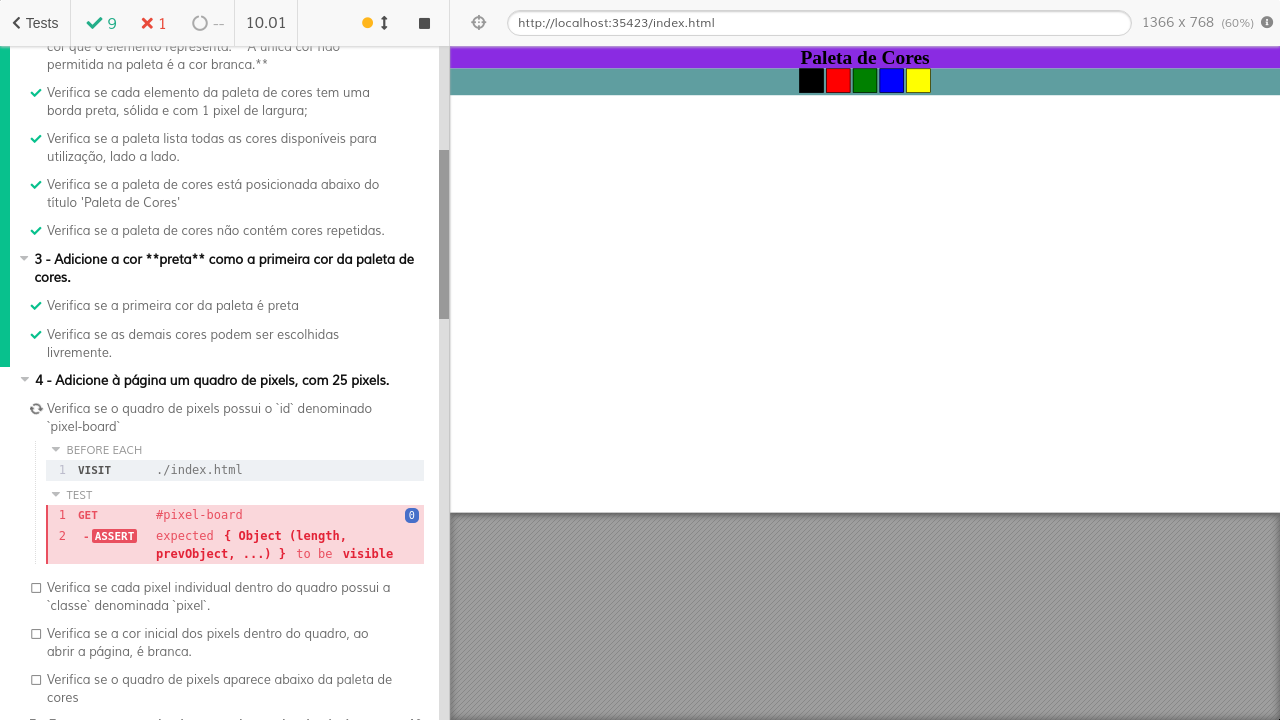 Tests
9
1
--
10.01
http://localhost:35423/index.html
1366 x 768 (60%)
cor que o elemento representa. **A única cor não
permitida na paleta é a cor branca.**
Verifica se cada elemento da paleta de cores tem uma
borda preta, sólida e com 1 pixel de largura;
Verifica se a paleta lista todas as cores disponíveis para
utilização, lado a lado.
Verifica se a paleta de cores está posicionada abaixo do
título 'Paleta de Cores'
Verifica se a paleta de cores não contém cores repetidas.
3 - Adicione a cor **preta** como a primeira cor da paleta de
cores.
Verifica se a primeira cor da paleta é preta
Verifica se as demais cores podem ser escolhidas
livremente.
4 - Adicione à página um quadro de pixels, com 25 pixels.
Verifica se o quadro de pixels possui o `id` denominado
`pixel-board`
BEFORE EACH
1 VISIT ./index.html
TEST
1 GET #pixel-board 0
2 -ASSERT expected { Object (length,
prevObject, ...) } to be visible
Verifica se cada pixel individual dentro do quadro possui a
`classe` denominada `pixel`.
Verifica se a cor inicial dos pixels dentro do quadro, ao
abrir a página, é branca.
Verifica se o quadro de pixels aparece abaixo da paleta de
cores
Paleta de Cores